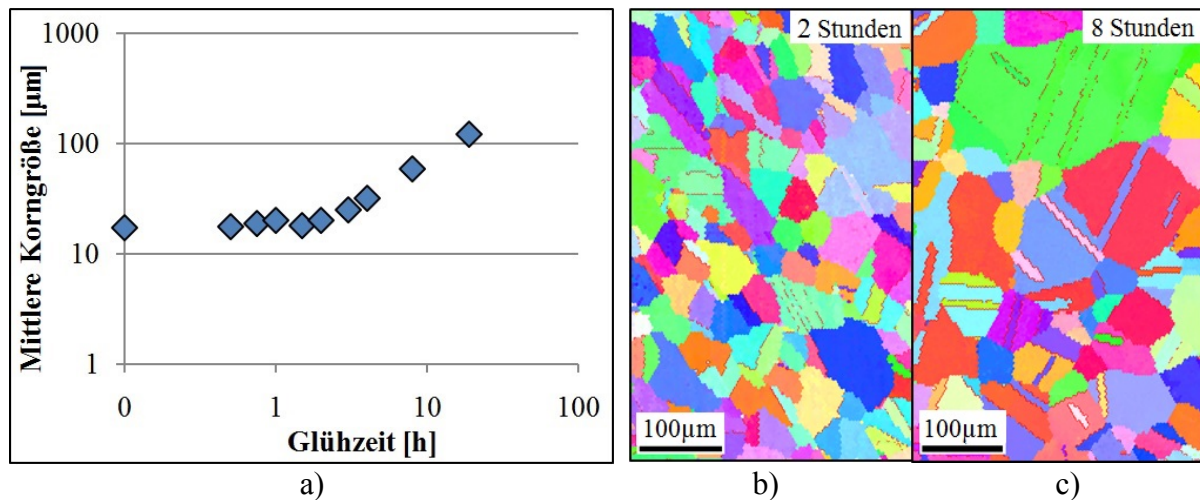 1000
100
10
1
Mittlere Korngröße [µm]
0 1 10 100
Glühzeit [h]
2 Stunden
8 Stunden
100µm
100µm
a) b) c)